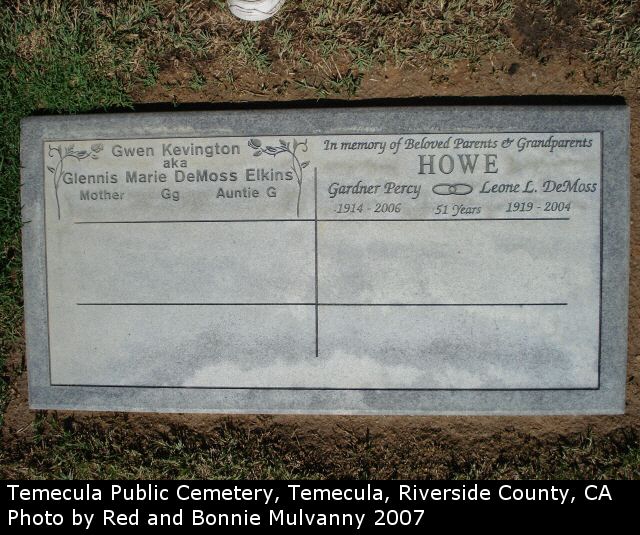 Gwen Kevington
aka
Glennis Marie DeMoss Elkins
Mother Gg Auntie G
In memory of Beloved Parents & Grandparents
HOWE
Gardner Percy Leone L. DeMoss
1914 - 2006 51 Years 1919 - 2004
Temecula Public Cemetery, Temecula, Riverside County, CA
Photo by Red and Bonnie Mulvanny 2007